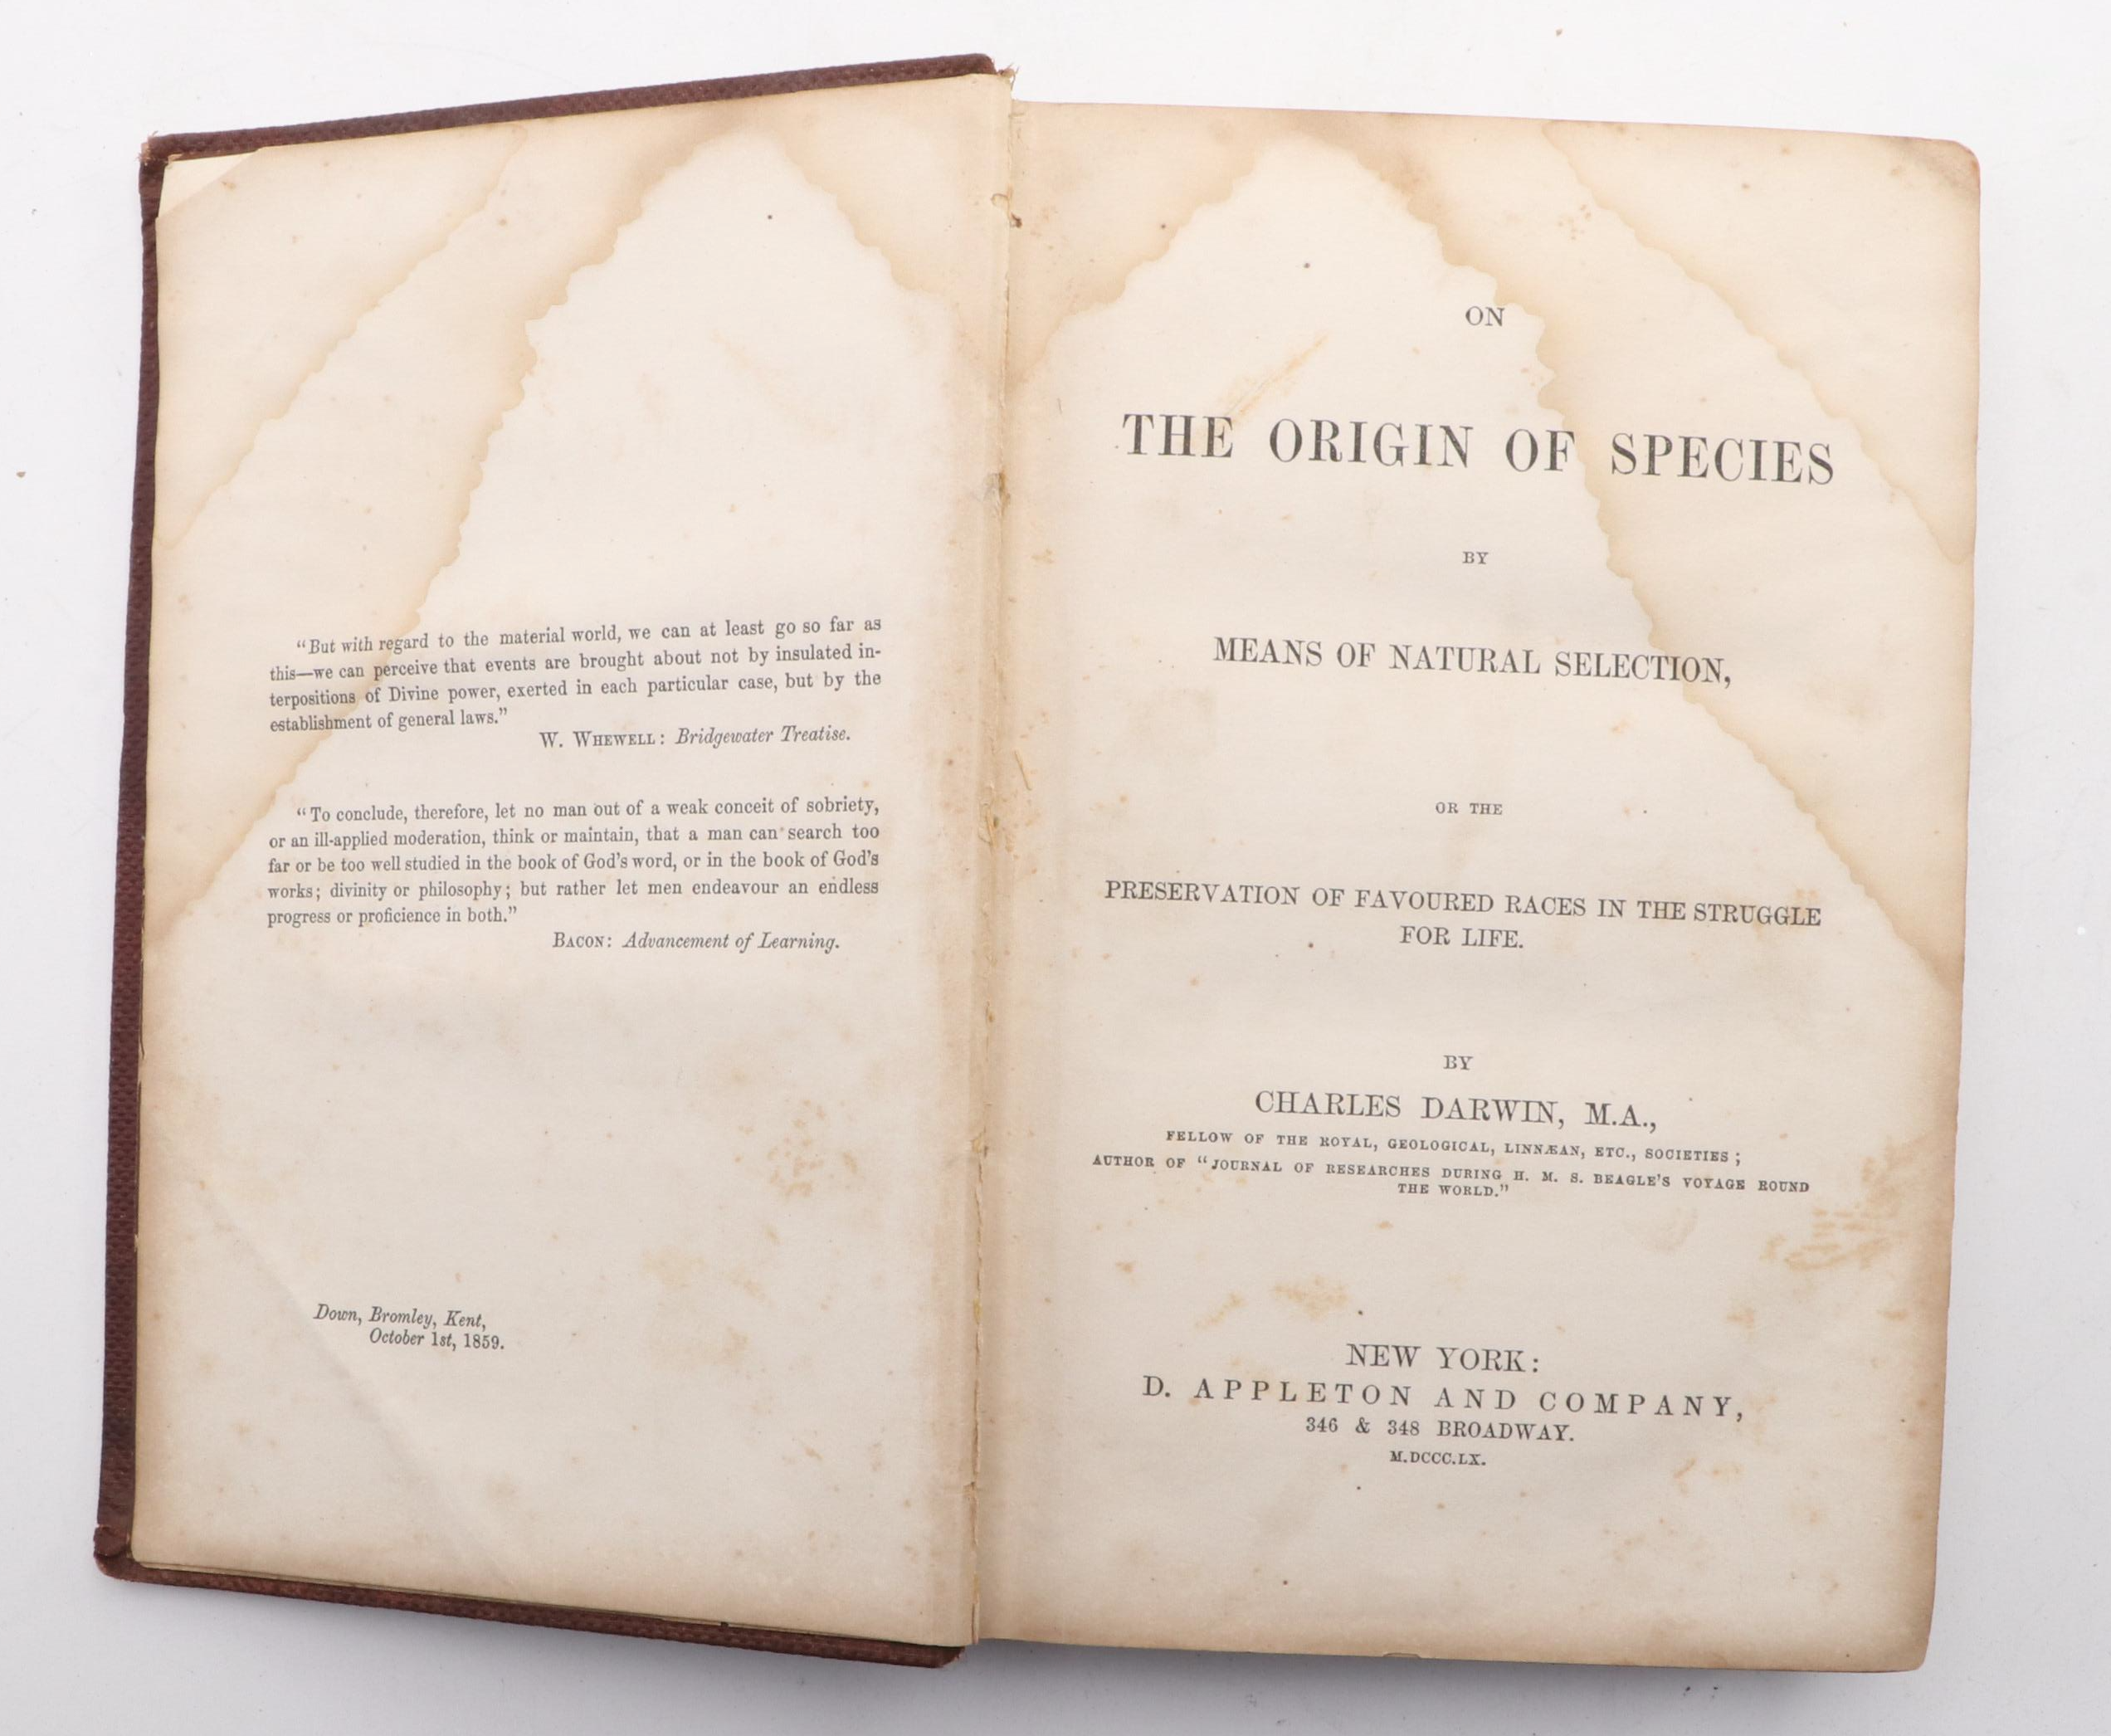 “But with regard to the material world, we can at least go so far as
this—we can perceive that events are brought about not by insulated in-
terpositions of Divine power, exerted in each particular case, but by the
establishment of general laws.”
W. WHEWELL: Bridgewater Treatise.
“To conclude, therefore, let no man out of a weak conceit of sobriety,
or an ill-applied moderation, think or maintain, that a man can search too
far or be too well studied in the book of God's word, or in the book of God's
works; divinity or philosophy; but rather let men endeavour an endless
progress or proficience in both.”
BACON: Advancement of Learning.
Down, Bromley, Kent,
October 1st, 1859.
ON
THE ORIGIN OF SPECIES
BY
MEANS OF NATURAL SELECTION,
OR THE
PRESERVATION OF FAVOURED RACES IN THE STRUGGLE
FOR LIFE.
BY
CHARLES DARWIN, M.A.,
FELLOW OF THE ROYAL, GEOLOGICAL, LINNÆAN, ETC., SOCIETIES;
AUTHOR OF “JOURNAL OF RESEARCHES DURING H. M. S. BEAGLE'S VOYAGE ROUND
THE WORLD.”
NEW YORK:
D. APPLETON AND COMPANY,
346 & 348 BROADWAY.
M.DCCC.LX.